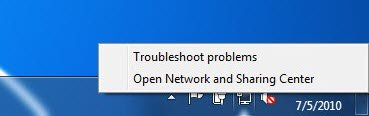 Troubleshoot problems
Open Network and Sharing Center
7/5/2010